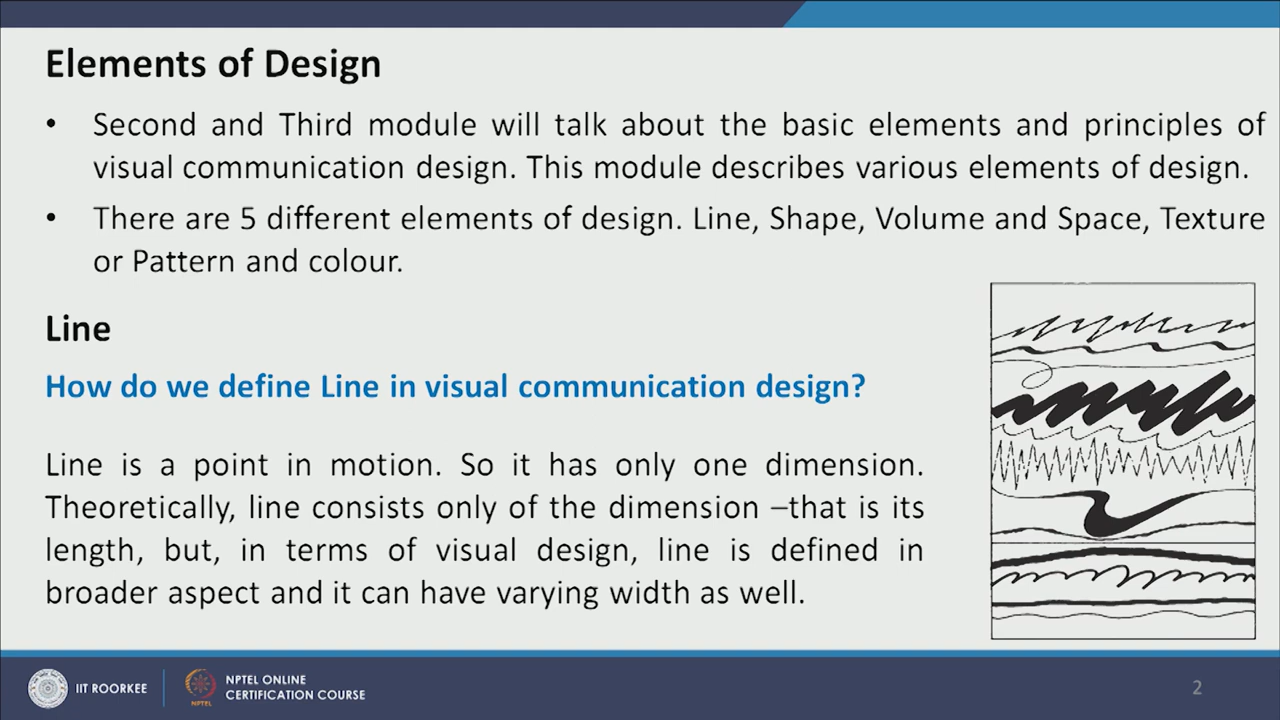 Elements of Design
• Second and Third module will talk about the basic elements and principles of
visual communication design. This module describes various elements of design.
• There are 5 different elements of design. Line, Shape, Volume and Space, Texture
or Pattern and colour.
Line
How do we define Line in visual communication design?
Line is a point in motion. So it has only one dimension.
Theoretically, line consists only of the dimension –that is its
length, but, in terms of visual design, line is defined in
broader aspect and it can have varying width as well.
IIT ROORKEE
NPTEL
NPTEL ONLINE
CERTIFICATION COURSE
2